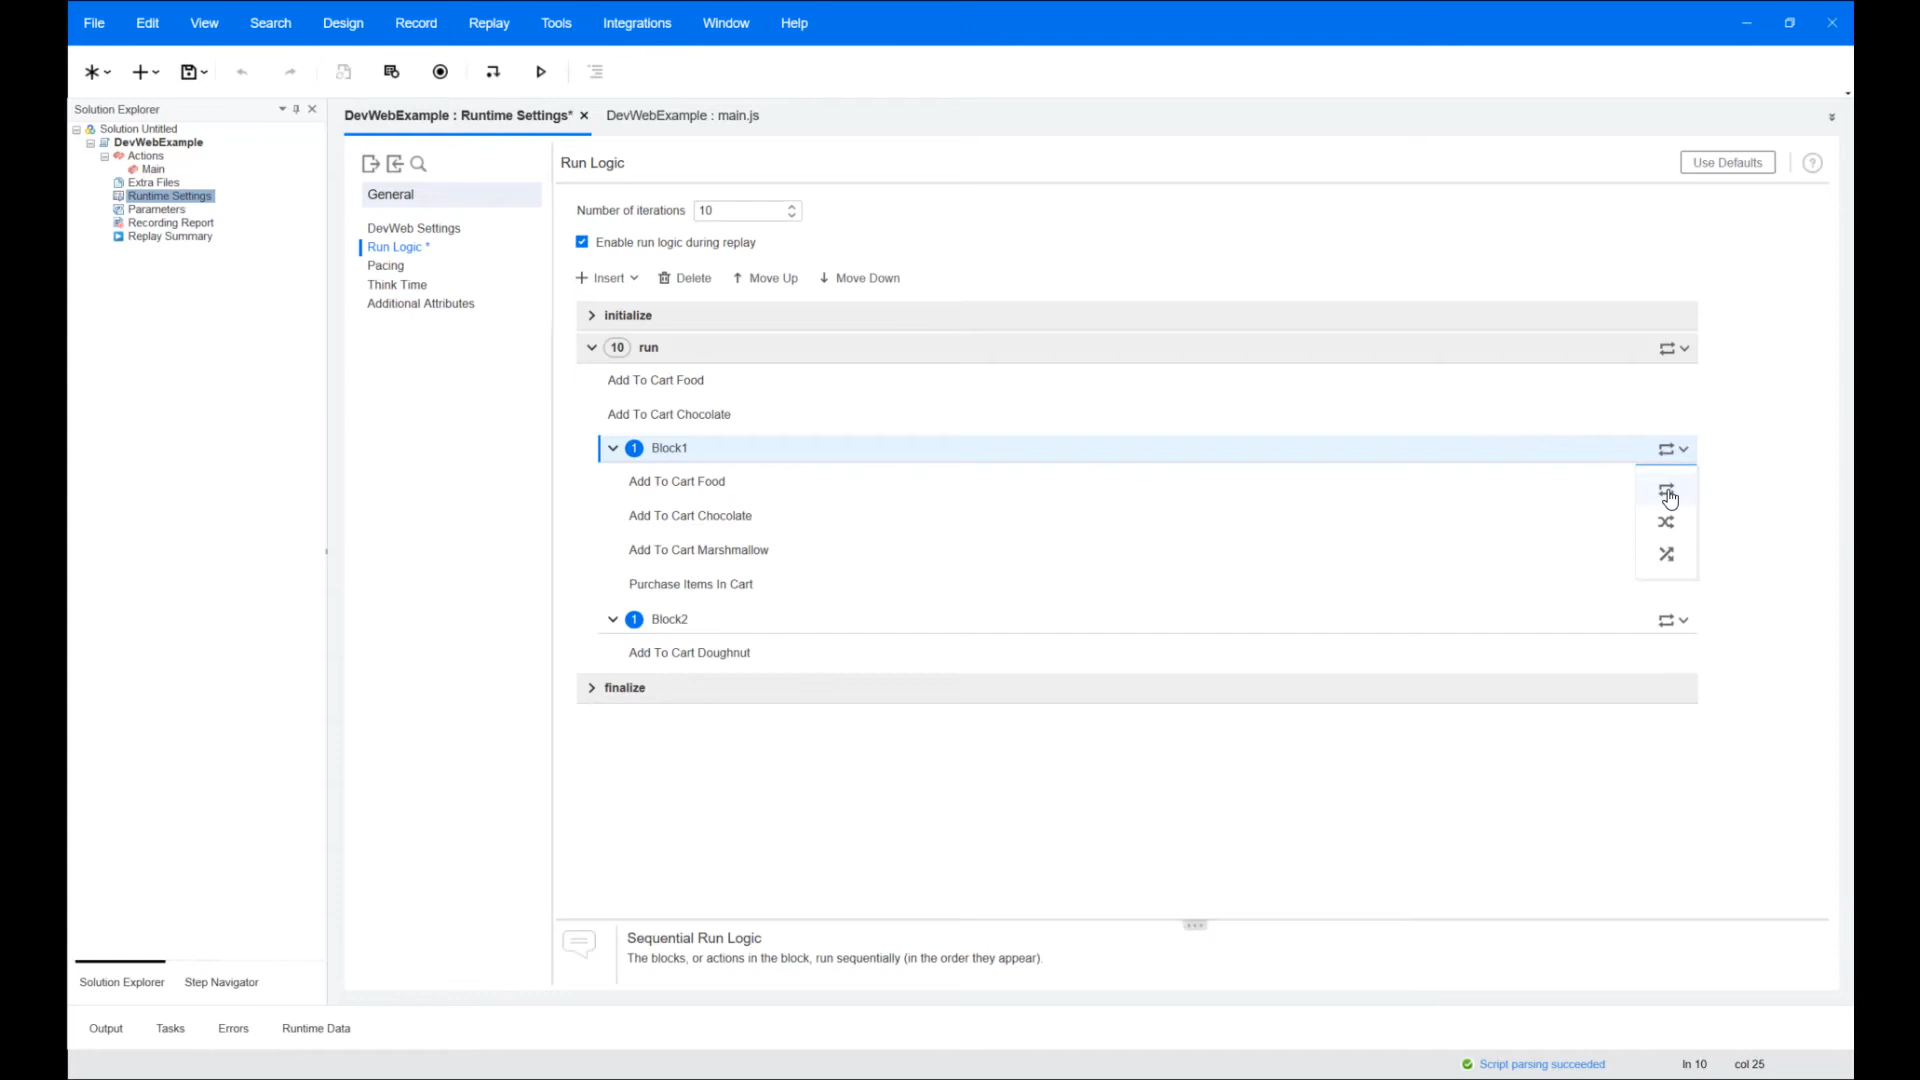 File Edit View Search Design Record Replay Tools Integrations Window Help
Solution Explorer
Solution Untitled
DevWebExample
Actions
Main
Extra Files
Runtime Settings
Parameters
Recording Report
Replay Summary
DevWebExample : Runtime Settings*
DevWebExample : main.js
General
DevWeb Settings
Run Logic *
Pacing
Think Time
Additional Attributes
Run Logic
Use Defaults
?
Number of iterations 10
Enable run logic during replay
Insert Delete Move Up Move Down
initialize
10 run
Add To Cart Food
Add To Cart Chocolate
1 Block1
Add To Cart Food
Add To Cart Chocolate
Add To Cart Marshmallow
Purchase Items In Cart
1 Block2
Add To Cart Doughnut
finalize
Sequential Run Logic
The blocks, or actions in the block, run sequentially (in the order they appear).
Solution Explorer Step Navigator
Output Tasks Errors Runtime Data
Script parsing succeeded ln 10 col 25